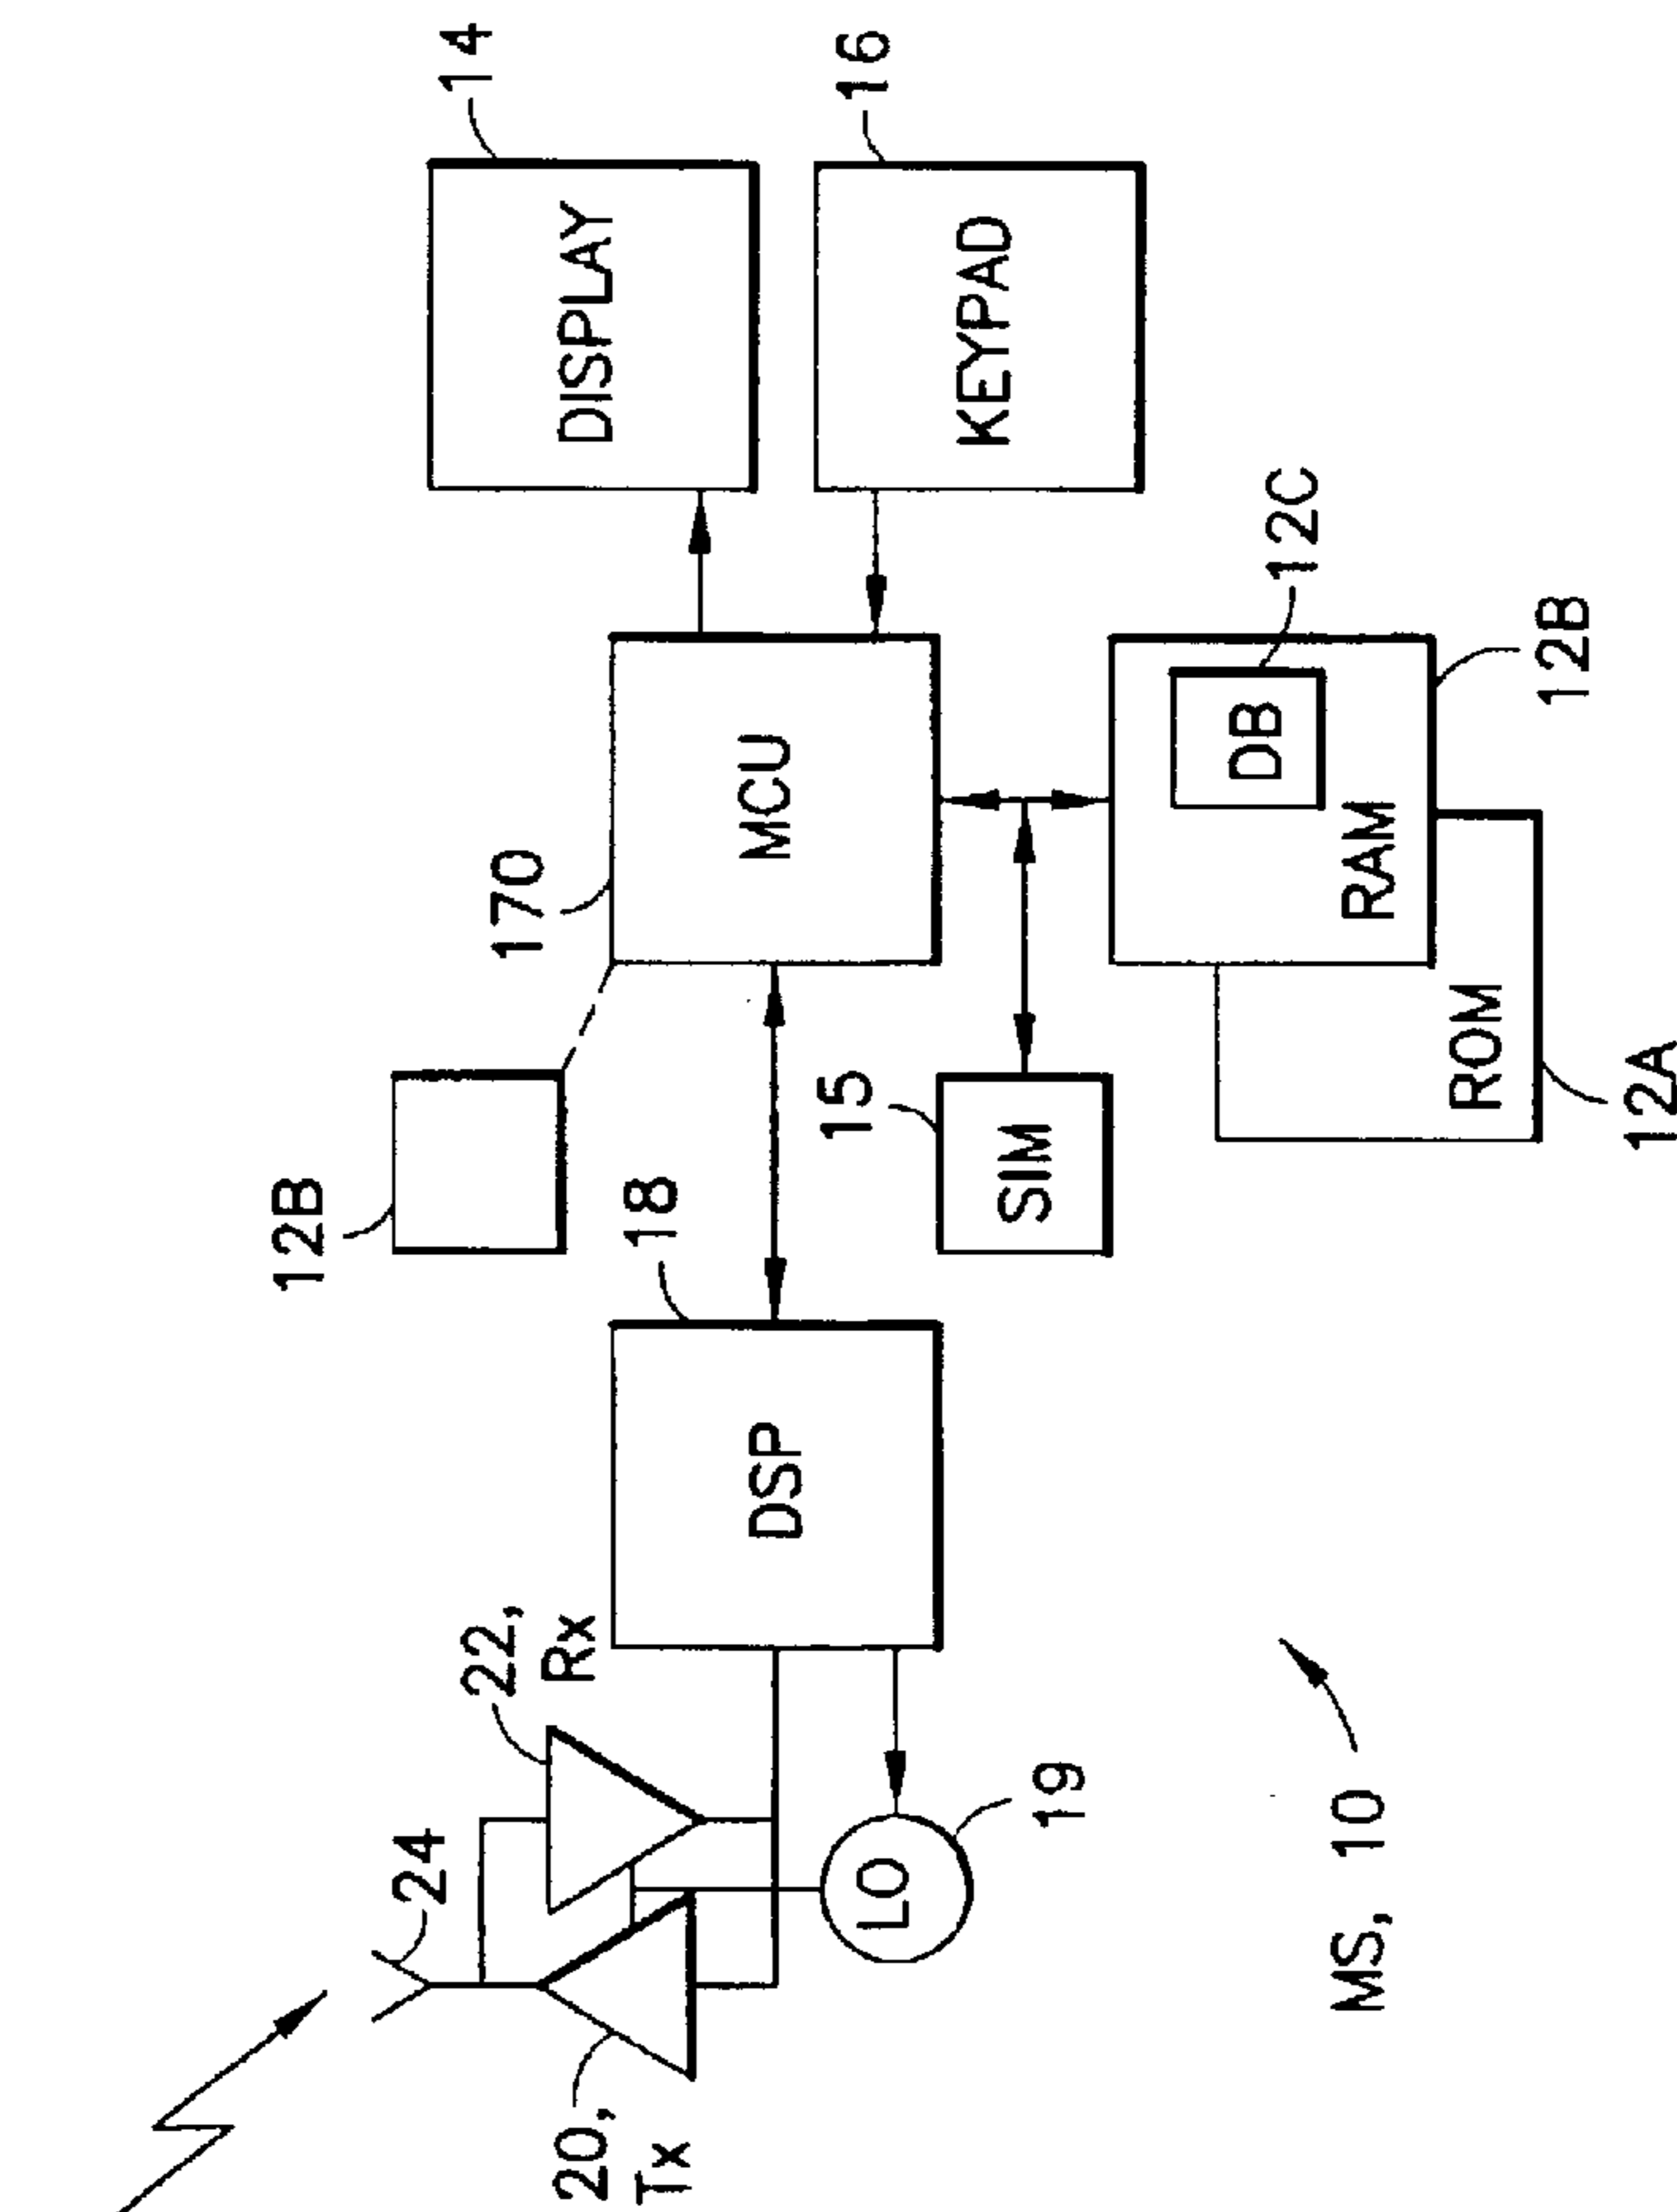 14
DISPLAY
16
KEYPAD
170
MCU
12C
DB
RAM
12B
ROM
12A
12B
15
SIM
18
DSP
22,
Rx
24
LO
19
20,
Tx
MS, 10